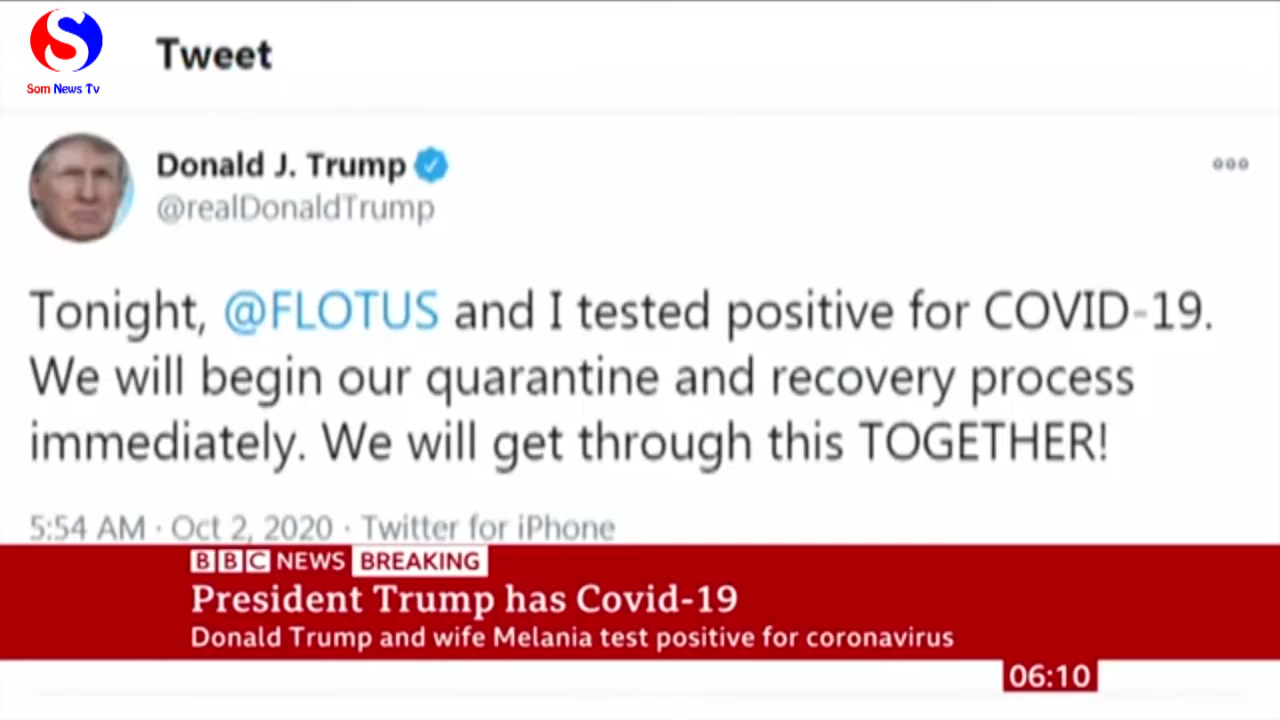 Som News Tv
Tweet
Donald J. Trump
@realDonaldTrump
Tonight, @FLOTUS and I tested positive for COVID-19.
We will begin our quarantine and recovery process
immediately. We will get through this TOGETHER!
5:54 AM · Oct 2, 2020 · Twitter for iPhone
BBC NEWS BREAKING
President Trump has Covid-19
Donald Trump and wife Melania test positive for coronavirus
06:10